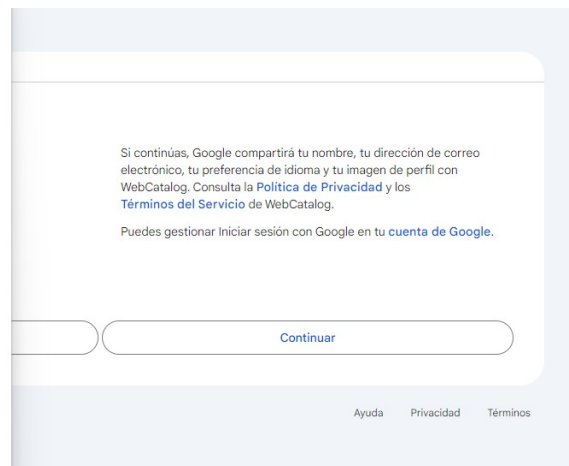 Si continúas, Google compartirá tu nombre, tu dirección de correo
electrónico, tu preferencia de idioma y tu imagen de perfil con
WebCatalog. Consulta la Política de Privacidad y los
Términos del Servicio de WebCatalog.
Puedes gestionar Iniciar sesión con Google en tu cuenta de Google.
Continuar
Ayuda Privacidad Términos